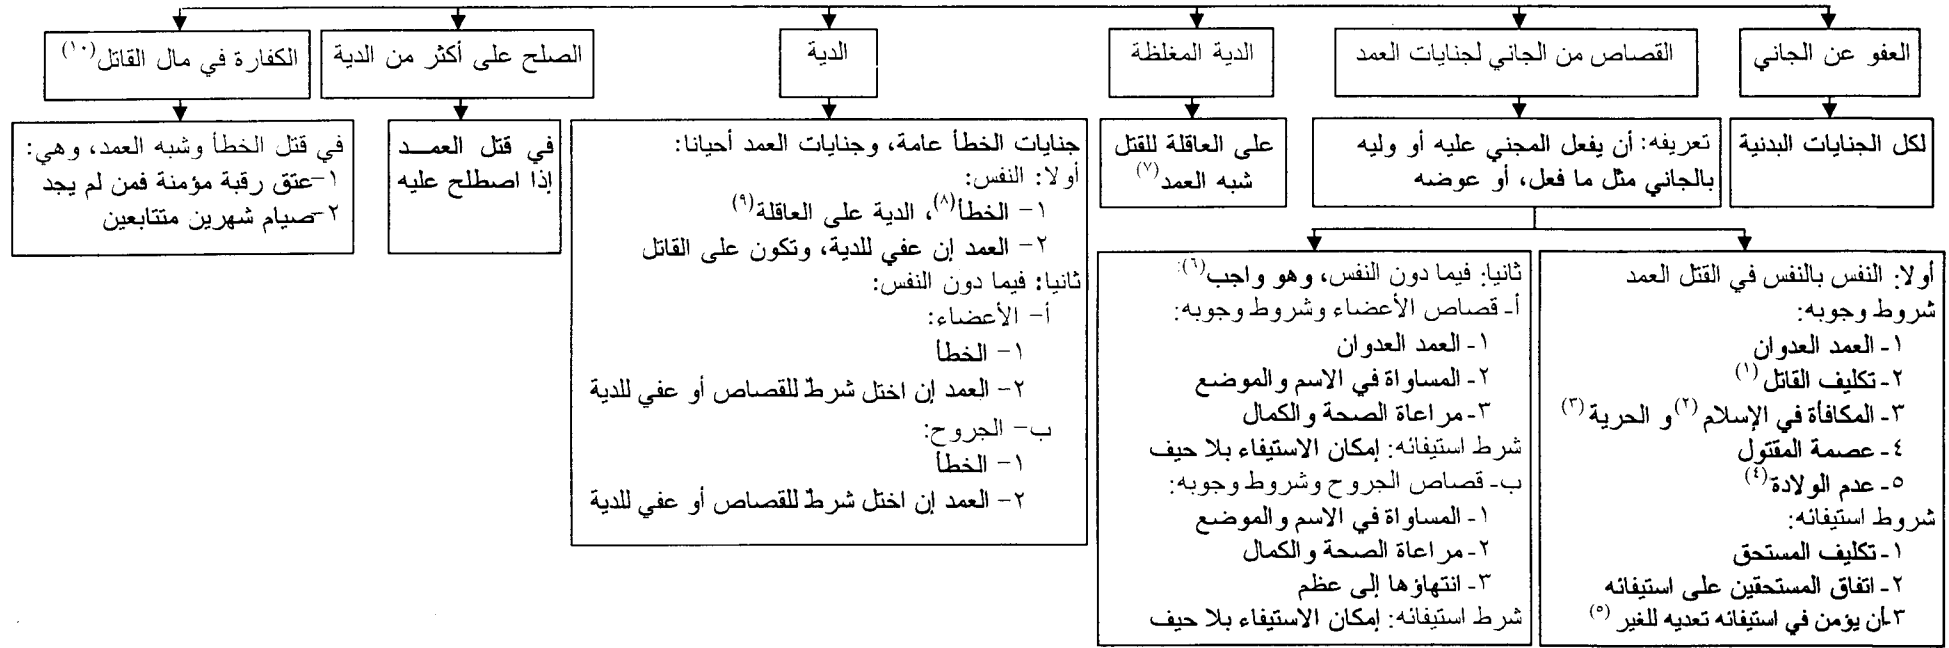 العفو عن الجاني
لكل الجنايات البدنية
القصاص من الجاني لجنايات العمد
تعريفه: أن يفعل المجني عليه أو وليه
بالجاني مثل ما فعل، أو عوضه
أولا: النفس بالنفس في القتل العمد
شروط وجوبه:
١- العمد العدوان
٢- تكليف القاتل(١)
٣- المكافأة في الإسلام(٢) و الحرية(٣)
٤- عصمة المقتول
٥- عدم الولادة(٤)
شروط استيفائه:
١- تكليف المستحق
٢- اتفاق المستحقين على استيفائه
٣- أن يؤمن في استيفائه تعديه للغير(٥)
ثانيا: فيما دون النفس، وهو واجب(٦):
أ- قصاص الأعضاء وشروط وجوبه:
١- العمد العدوان
٢- المساواة في الاسم والموضع
٣- مراعاة الصحة والكمال
شرط استيفائه: إمكان الاستيفاء بلا حيف
ب- قصاص الجروح وشروط وجوبه:
١- المساواة في الاسم والموضع
٢- مراعاة الصحة والكمال
٣- انتهاؤها إلى عظم
شرط استيفائه: إمكان الاستيفاء بلا حيف
الدية المغلظة
على العاقلة للقتل
شبه العمد(٧)
الدية
جنايات الخطأ عامة، وجنايات العمد أحيانا:
أولا: النفس:
١- الخطأ(٨)، الدية على العاقلة(٩)
٢- العمد إن عفي للدية، وتكون على القاتل
ثانيا: فيما دون النفس:
أ- الأعضاء:
١- الخطأ
٢- العمد إن اختل شرطٌ للقصاص أو عفي للدية
ب- الجروح:
١- الخطأ
٢- العمد إن اختل شرطٌ للقصاص أو عفي للدية
الصلح على أكثر من الدية
في قتل العمـد
إذا اصطلح عليه
الكفارة في مال القاتل(١٠)
في قتل الخطأ وشبه العمد، وهي:
١- عتق رقبة مؤمنة فمن لم يجد
٢- صيام شهرين متتابعين